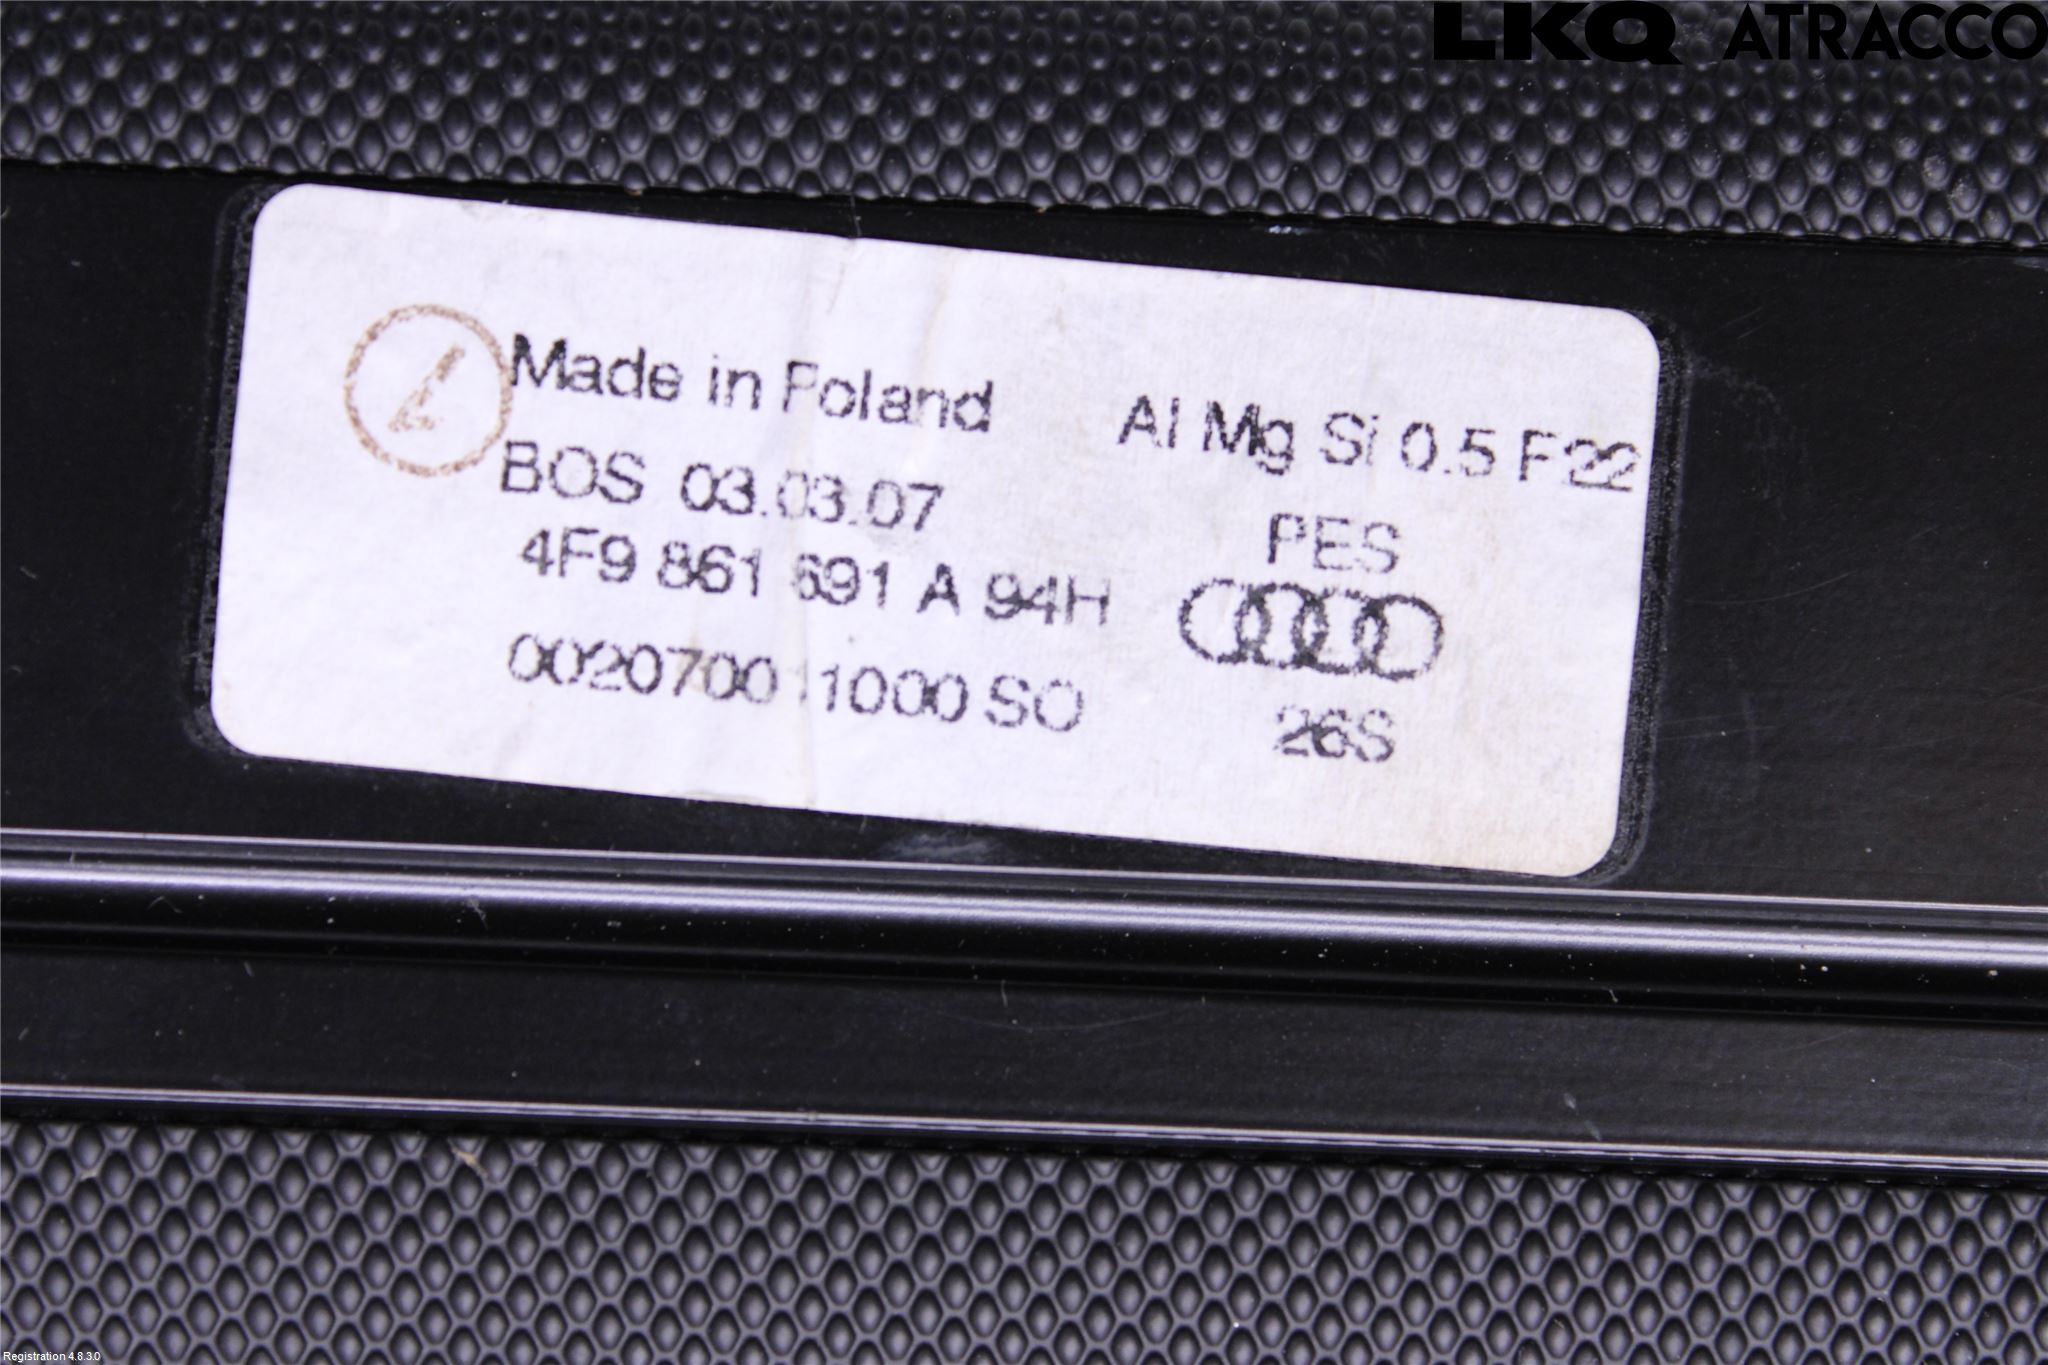 LKQ ATRACCO
Made in Poland
Al Mg Si 0.5 F22
BOS 03.03.07
PES
4F9 861 691 A 94H
0020700 1000 SO
26S
Registration 4.8.3.0